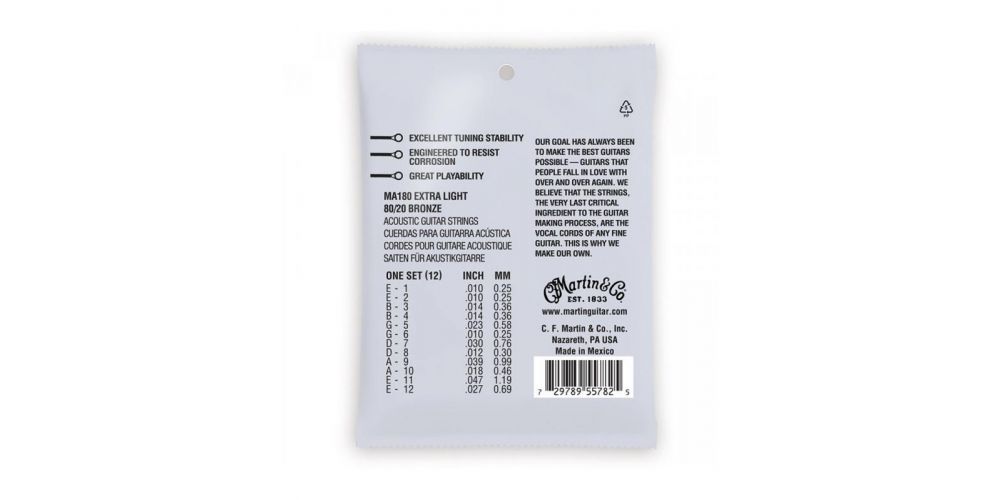 5
PP
EXCELLENT TUNING STABILITY
ENGINEERED TO RESIST
CORROSION
GREAT PLAYABILITY
MA180 EXTRA LIGHT
80/20 BRONZE
ACOUSTIC GUITAR STRINGS
CUERDAS PARA GUITARRA ACÚSTICA
CORDES POUR GUITARE ACOUSTIQUE
SAITEN FÜR AKUSTIKGITARRE
ONE SET (12) INCH MM
E - 1 .010 0.25
E - 2 .010 0.25
B - 3 .014 0.36
B - 4 .014 0.36
G - 5 .023 0.58
G - 6 .010 0.25
D - 7 .030 0.76
D - 8 .012 0.30
A - 9 .039 0.99
A - 10 .018 0.46
E - 11 .047 1.19
E - 12 .027 0.69
OUR GOAL HAS ALWAYS BEEN
TO MAKE THE BEST GUITARS
POSSIBLE — GUITARS THAT
PEOPLE FALL IN LOVE WITH
OVER AND OVER AGAIN. WE
BELIEVE THAT THE STRINGS,
THE VERY LAST CRITICAL
INGREDIENT TO THE GUITAR
MAKING PROCESS, ARE THE
VOCAL CORDS OF ANY FINE
GUITAR. THIS IS WHY WE
MAKE OUR OWN.
CFMartin & Co.
EST. 1833
www.martinguitar.com
C. F. Martin & Co., Inc.
Nazareth, PA USA
Made in Mexico
7 29789 55782 5